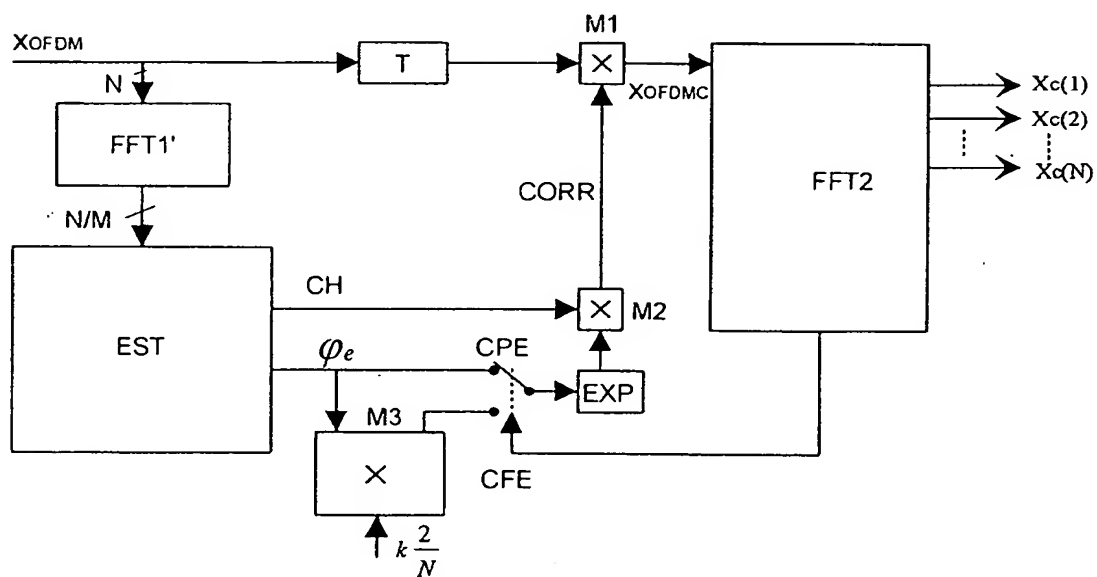 XOFDM
T
M1
×
XOFDMC
N
FFT1'
N/M
EST
CH
CORR
×
M2
φe
CPE
EXP
M3
×
CFE
k 2/N
FFT2
Xc(1)
Xc(2)
Xc(N)